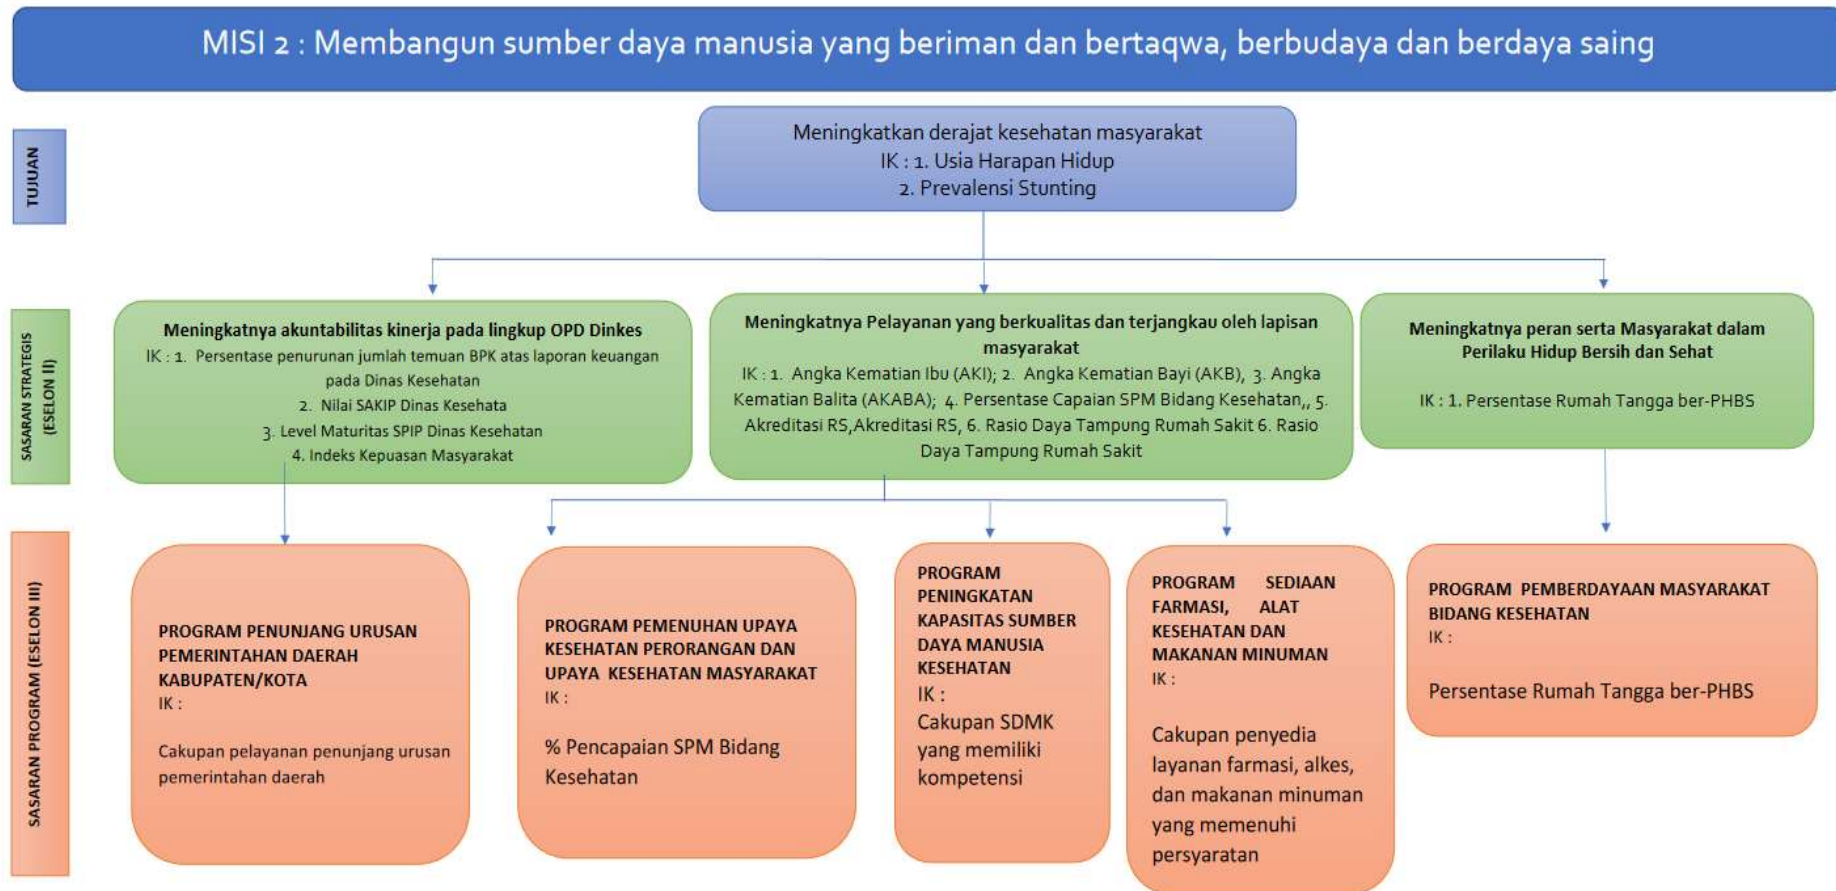 MISI 2 : Membangun sumber daya manusia yang beriman dan bertaqwa, berbudaya dan berdaya saing
TUJUAN
Meningkatkan derajat kesehatan masyarakat
IK : 1. Usia Harapan Hidup
2. Prevalensi Stunting
SASARAN STRATEGIS
(ESELON II)
Meningkatnya akuntabilitas kinerja pada lingkup OPD Dinkes
IK : 1. Persentase penurunan jumlah temuan BPK atas laporan keuangan
pada Dinas Kesehatan
2. Nilai SAKIP Dinas Kesehata
3. Level Maturitas SPIP Dinas Kesehatan
4. Indeks Kepuasan Masyarakat
Meningkatnya Pelayanan yang berkualitas dan terjangkau oleh lapisan
masyarakat
IK : 1. Angka Kematian Ibu (AKI); 2. Angka Kematian Bayi (AKB), 3. Angka
Kematian Balita (AKABA); 4. Persentase Capaian SPM Bidang Kesehatan,, 5.
Akreditasi RS,Akreditasi RS, 6. Rasio Daya Tampung Rumah Sakit 6. Rasio
Daya Tampung Rumah Sakit
Meningkatnya peran serta Masyarakat dalam
Perilaku Hidup Bersih dan Sehat
IK : 1. Persentase Rumah Tangga ber-PHBS
SASARAN PROGRAM (ESELON III)
PROGRAM PENUNJANG URUSAN
PEMERINTAHAN DAERAH
KABUPATEN/KOTA
IK :
Cakupan pelayanan penunjang urusan
pemerintahan daerah
PROGRAM PEMENUHAN UPAYA
KESEHATAN PERORANGAN DAN
UPAYA KESEHATAN MASYARAKAT
IK :
% Pencapaian SPM Bidang
Kesehatan
PROGRAM
PENINGKATAN
KAPASITAS SUMBER
DAYA MANUSIA
KESEHATAN
IK :
Cakupan SDMK
yang memiliki
kompetensi
PROGRAM SEDIAAN
FARMASI, ALAT
KESEHATAN DAN
MAKANAN MINUMAN
IK :
Cakupan penyedia
layanan farmasi, alkes,
dan makanan minuman
yang memenuhi
persyaratan
PROGRAM PEMBERDAYAAN MASYARAKAT
BIDANG KESEHATAN
IK :
Persentase Rumah Tangga ber-PHBS